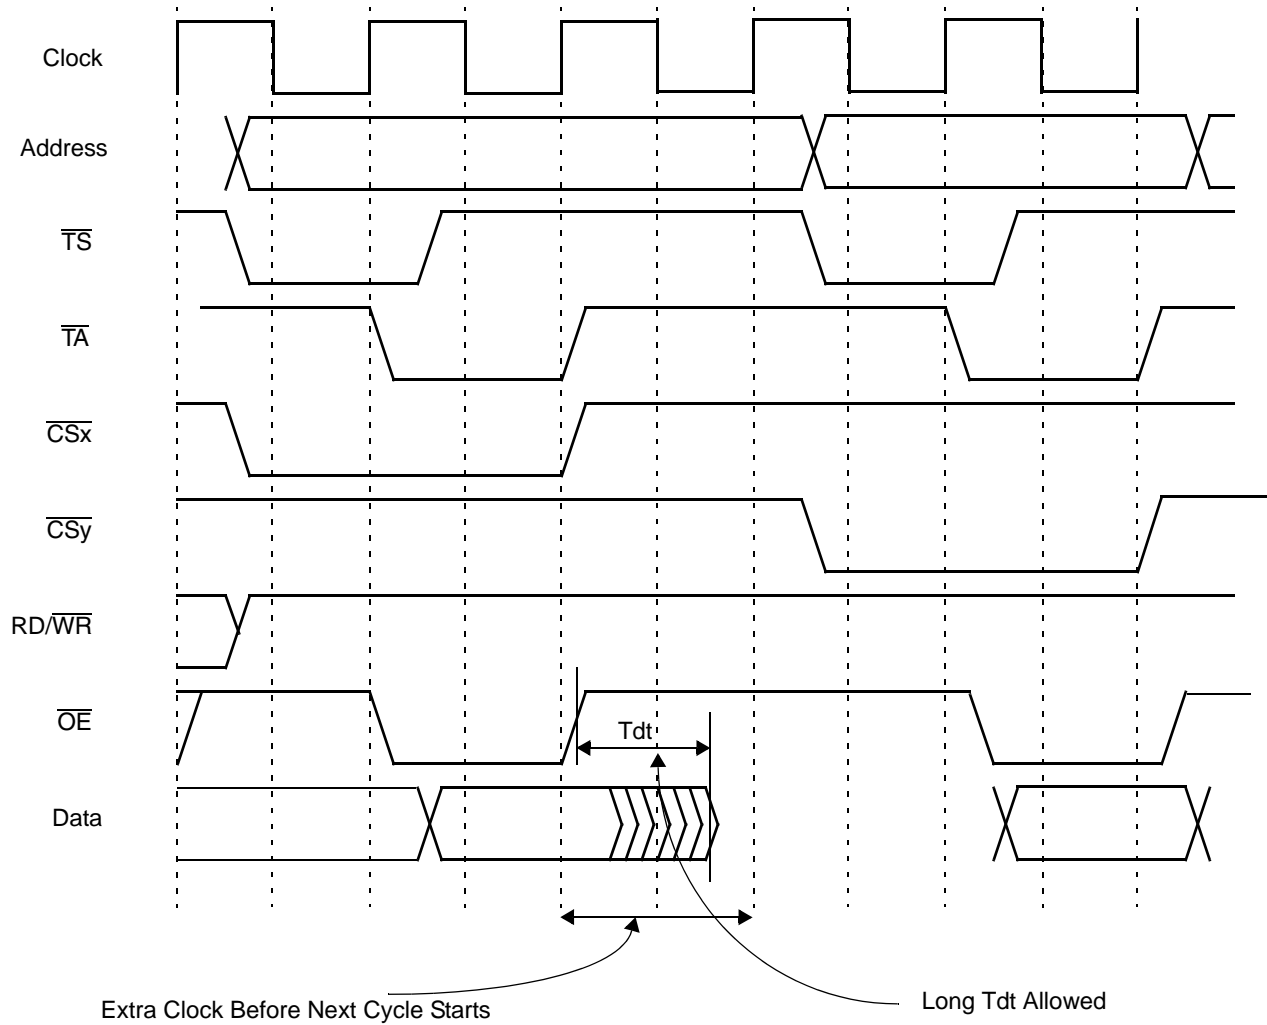 Clock
Address
TS
TA
CSx
CSy
RD/WR
OE
Tdt
Data
Extra Clock Before Next Cycle Starts
Long Tdt Allowed